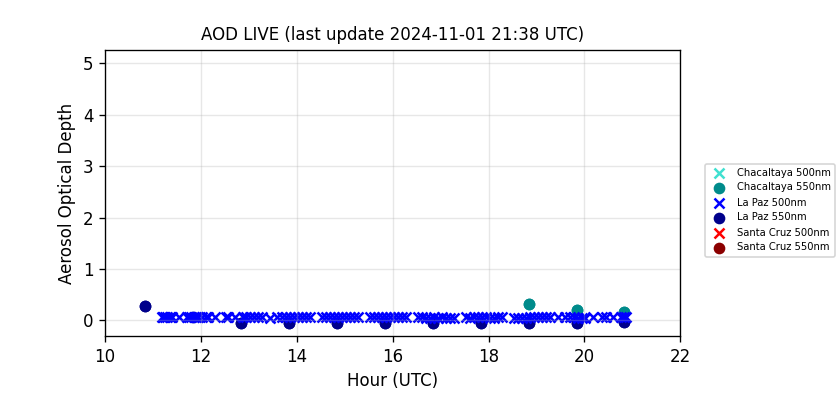 AOD LIVE (last update 2024-11-01 21:38 UTC)
5
4
3
2
1
0
Aerosol Optical Depth
10 12 14 16 18 20 22
Hour (UTC)
Chacaltaya 500nm
Chacaltaya 550nm
La Paz 500nm
La Paz 550nm
Santa Cruz 500nm
Santa Cruz 550nm